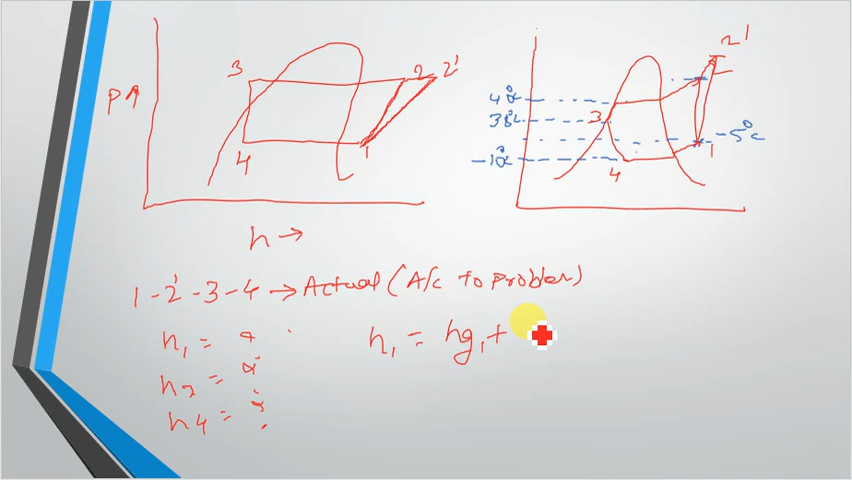 3
2
2'
P↑
4
1
h →
2'
4°c
38°c
3
-5°c
1
-10°c
4
1-2'-3-4 → Actual (A/c to problem)
h₁ = ?
h₁ = hg₁ +
h₂ = ?
h4 = ?